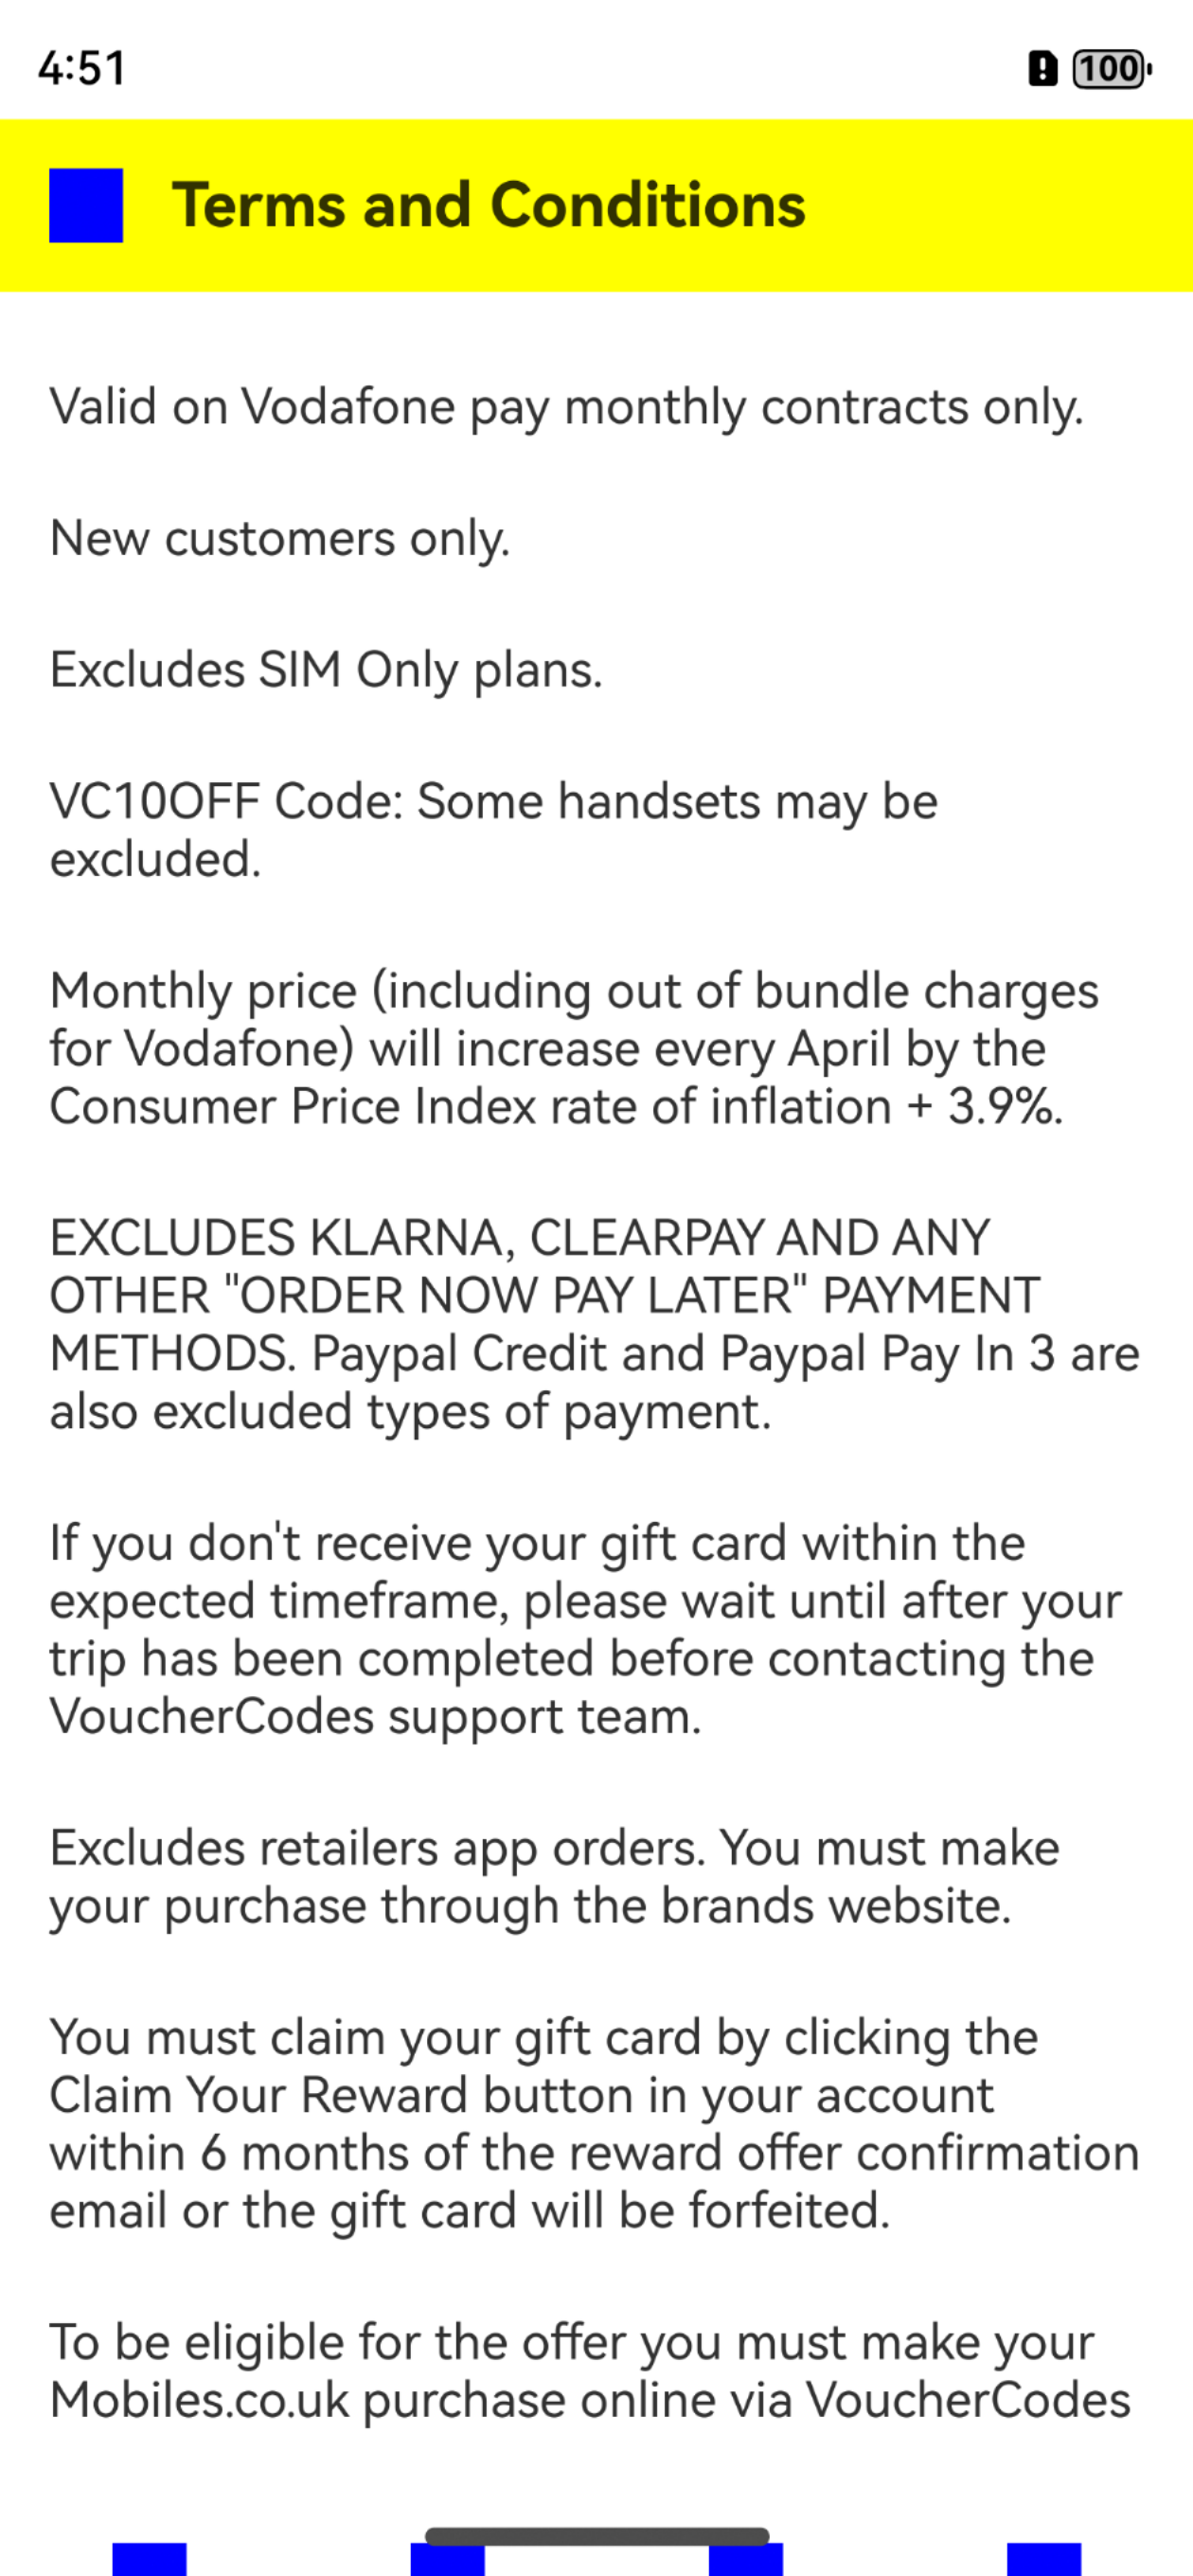 4:51
100
Terms and Conditions
Valid on Vodafone pay monthly contracts only.
New customers only.
Excludes SIM Only plans.
VC10OFF Code: Some handsets may be
excluded.
Monthly price (including out of bundle charges
for Vodafone) will increase every April by the
Consumer Price Index rate of inflation + 3.9%.
EXCLUDES KLARNA, CLEARPAY AND ANY
OTHER "ORDER NOW PAY LATER" PAYMENT
METHODS. Paypal Credit and Paypal Pay In 3 are
also excluded types of payment.
If you don't receive your gift card within the
expected timeframe, please wait until after your
trip has been completed before contacting the
VoucherCodes support team.
Excludes retailers app orders. You must make
your purchase through the brands website.
You must claim your gift card by clicking the
Claim Your Reward button in your account
within 6 months of the reward offer confirmation
email or the gift card will be forfeited.
To be eligible for the offer you must make your
Mobiles.co.uk purchase online via VoucherCodes